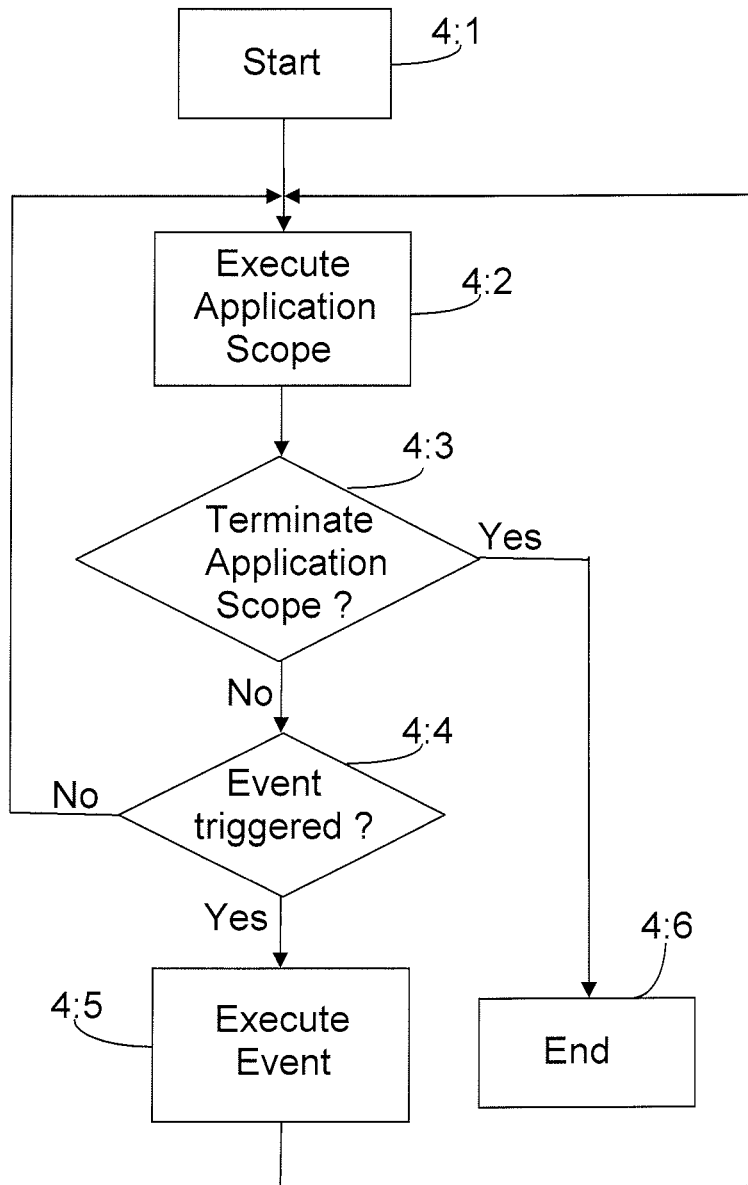 Start
4:1
Execute
Application
Scope
4:2
4:3
Terminate
Application
Scope ?
Yes
No
4:4
Event
triggered ?
No
Yes
4:5
Execute
Event
4:6
End